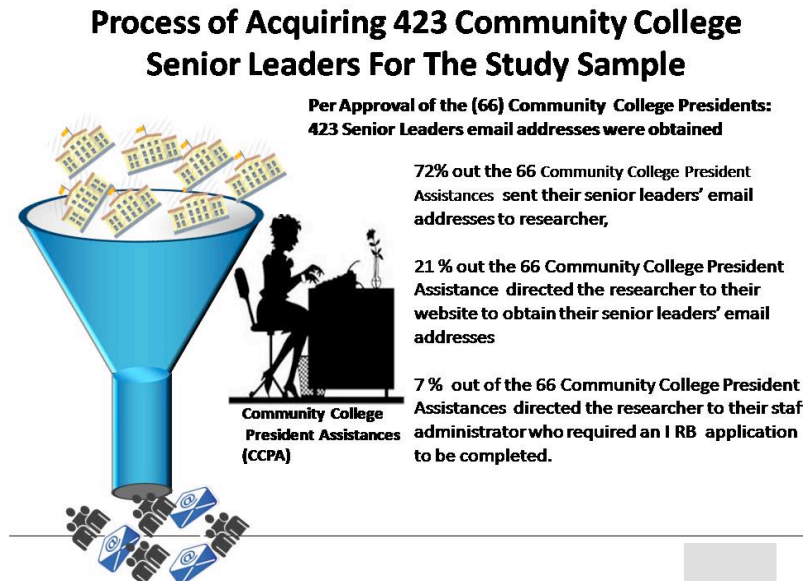 Process of Acquiring 423 Community College
Senior Leaders For The Study Sample
Per Approval of the (66) Community College Presidents:
423 Senior Leaders email addresses were obtained
72% out the 66 Community College President
Assistances sent their senior leaders’ email
addresses to researcher,
21 % out the 66 Community College President
Assistance directed the researcher to their
website to obtain their senior leaders’ email
addresses
7 % out of the 66 Community College President
Assistances directed the researcher to their staf
administrator who required an I RB application
to be completed.
Community College
President Assistances
(CCPA)
@
@
@